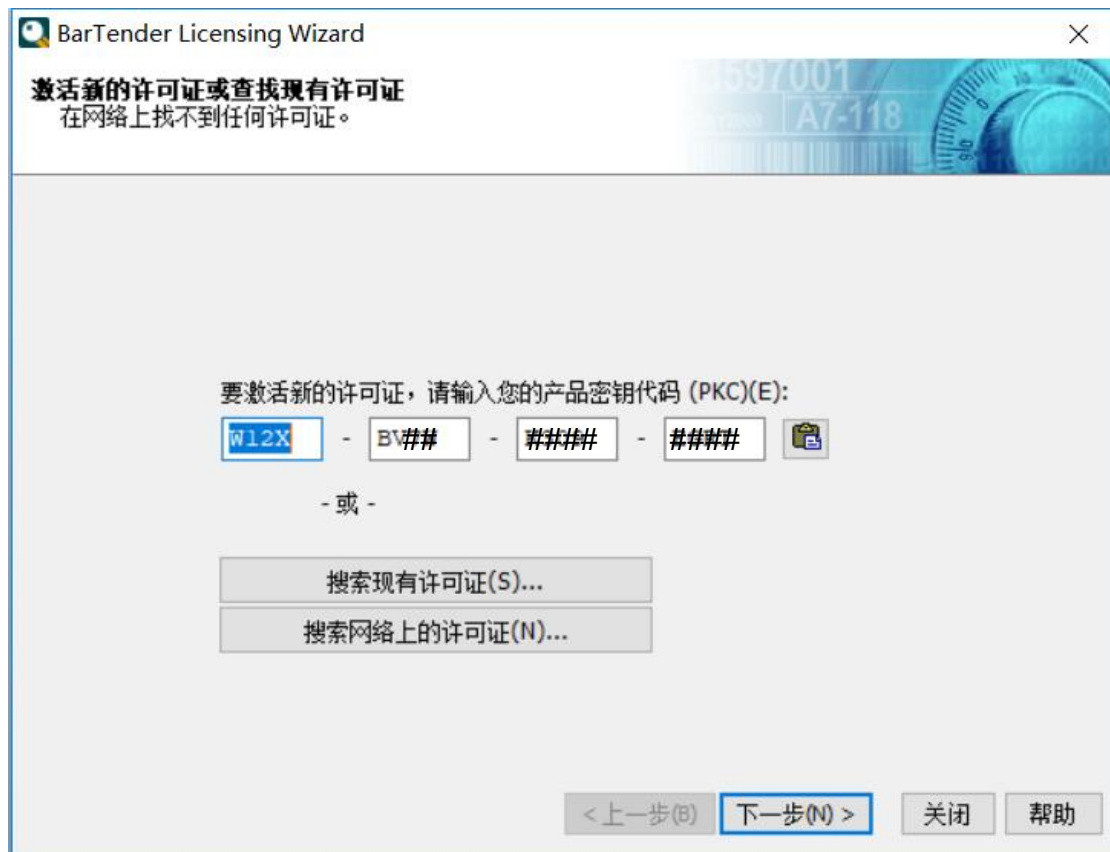 BarTender Licensing Wizard
激活新的许可证或查找现有许可证
在网络上找不到任何许可证。
3597001
A7-118
要激活新的许可证，请输入您的产品密钥代码 (PKC)(E):
W12X - BV## - #### - ####
- 或 -
搜索现有许可证(S)...
搜索网络上的许可证(N)...
<上一步(B) 下一步(N) > 关闭 帮助